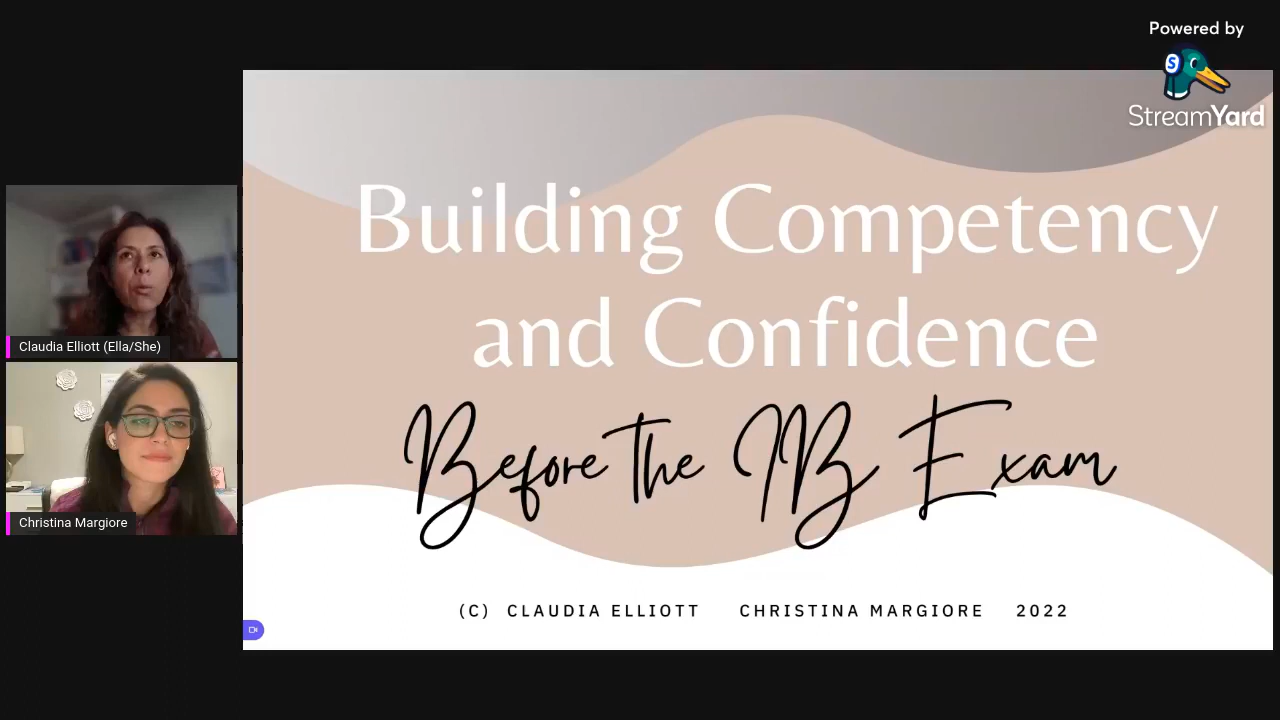 Powered by
StreamYard
Building Competency
and Confidence
Before The IB Exam
(C) CLAUDIA ELLIOTT CHRISTINA MARGIORE 2022
Claudia Elliott (Ella/She)
Christina Margiore